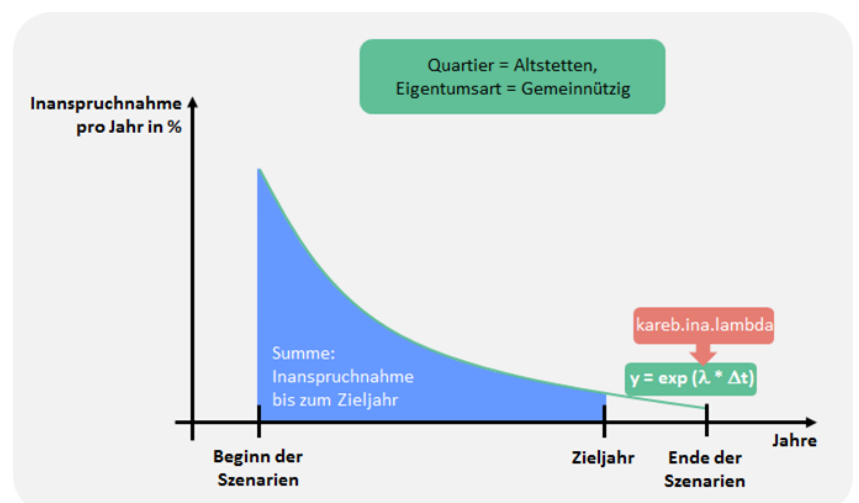 Quartier = Altstetten,
Eigentumsart = Gemeinnützig
Inanspruchnahme
pro Jahr in %
kareb.ina.lambda
y = exp (λ * Δt)
Summe:
Inanspruchnahme
bis zum Zieljahr
Jahre
Beginn der
Szenarien
Zieljahr
Ende der
Szenarien